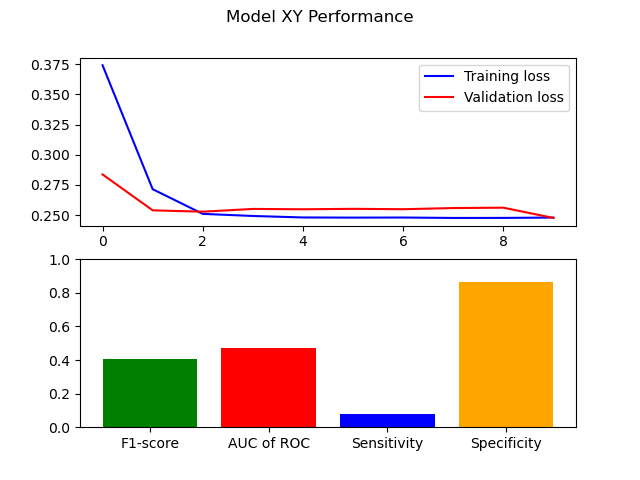 Model XY Performance
0.375
0.350
0.325
0.300
0.275
0.250
Training loss
Validation loss
0 2 4 6 8
1.0
0.8
0.6
0.4
0.2
0.0
F1-score AUC of ROC Sensitivity Specificity